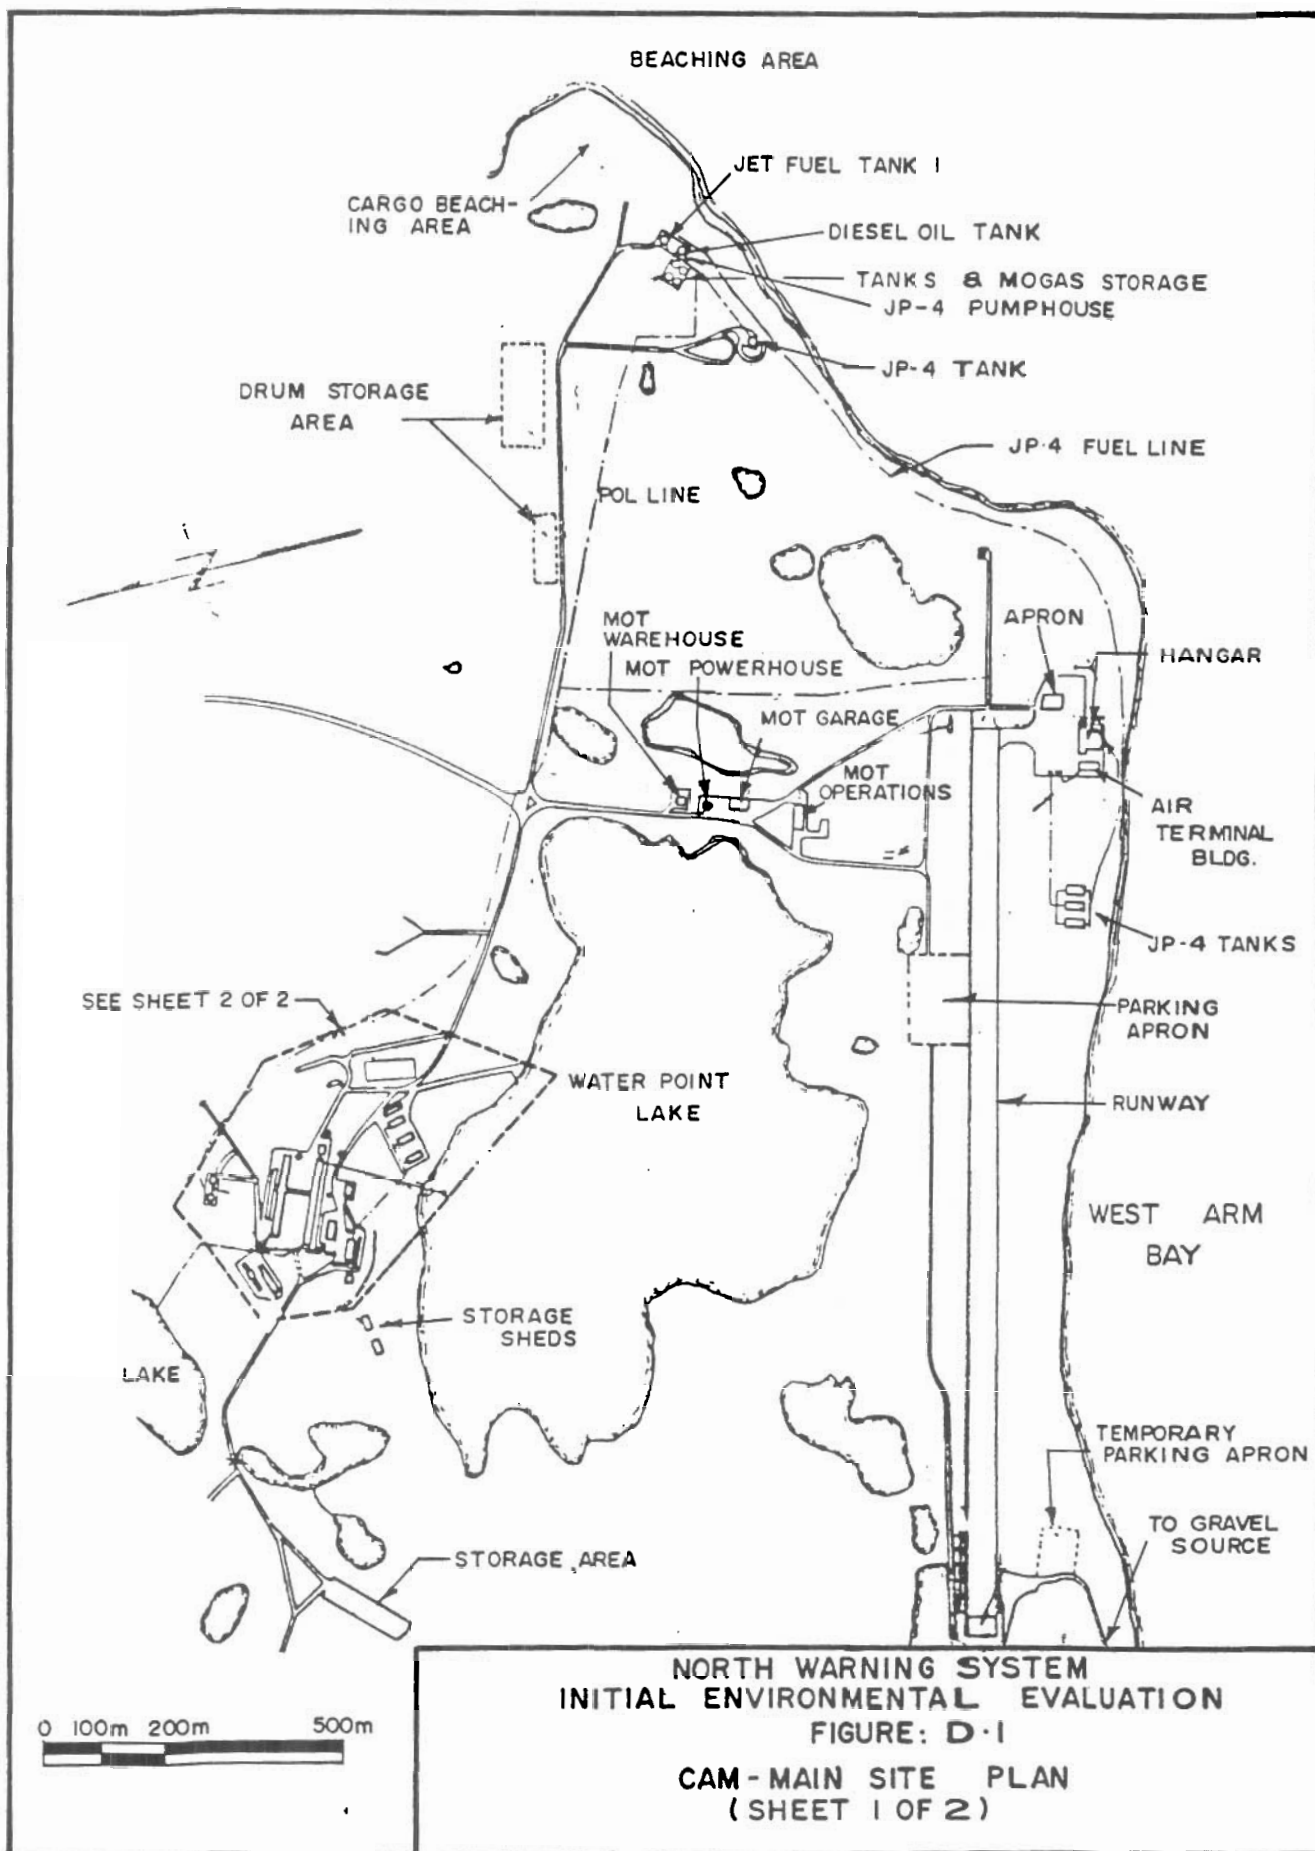 BEACHING AREA
JET FUEL TANK 1
CARGO BEACH-
ING AREA
DIESEL OIL TANK
TANKS & MOGAS STORAGE
JP-4 PUMPHOUSE
JP-4 TANK
DRUM STORAGE
AREA
JP-4 FUEL LINE
POL LINE
MOT
WAREHOUSE
MOT POWERHOUSE
MOT GARAGE
MOT
OPERATIONS
APRON
HANGAR
AIR
TERMINAL
BLDG.
JP-4 TANKS
SEE SHEET 2 OF 2
PARKING
APRON
WATER POINT
LAKE
RUNWAY
WEST ARM
BAY
STORAGE
SHEDS
LAKE
TEMPORARY
PARKING APRON
TO GRAVEL
SOURCE
STORAGE AREA
0 100m 200m 500m
NORTH WARNING SYSTEM
INITIAL ENVIRONMENTAL EVALUATION
FIGURE: D-1
CAM-MAIN SITE PLAN
(SHEET 1 OF 2)